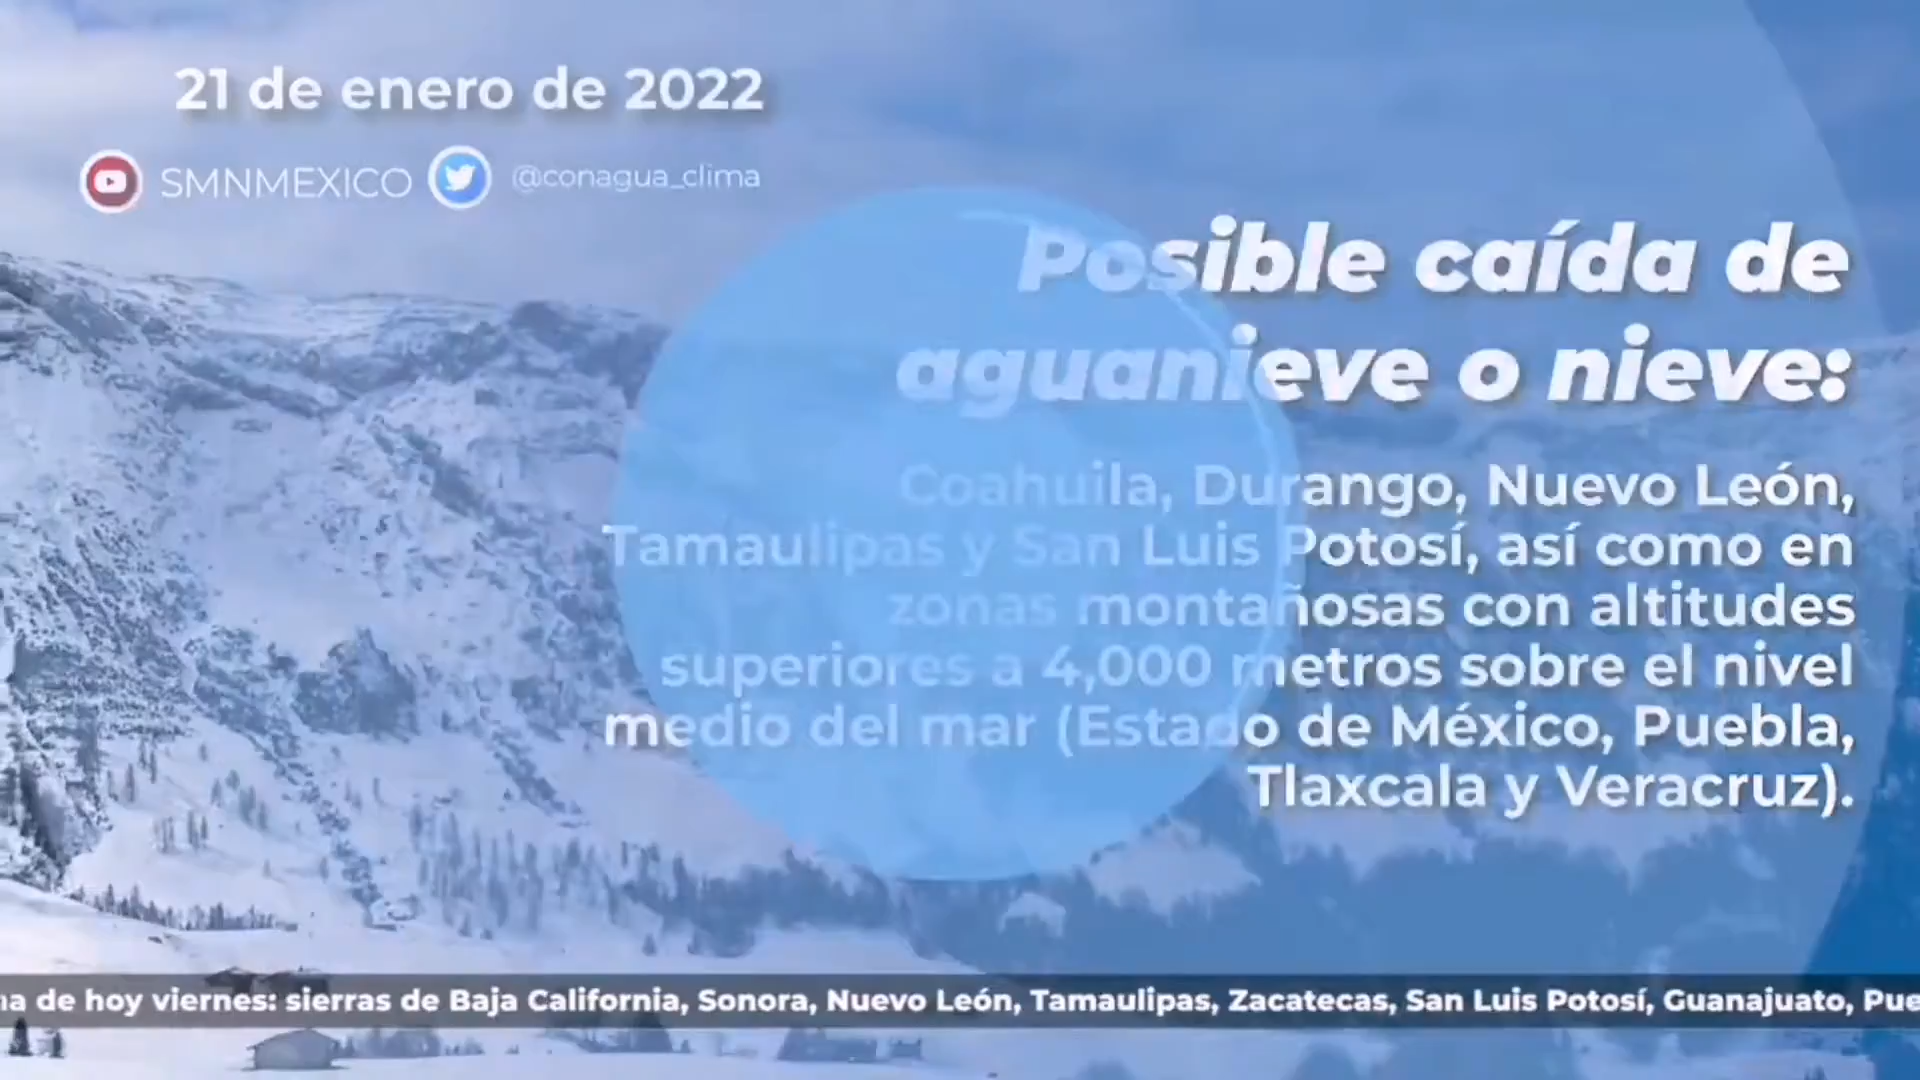 21 de enero de 2022
SMNMEXICO @conagua_clima
Posible caída de
aguanieve o nieve:
Coahuila, Durango, Nuevo León,
Tamaulipas y San Luis Potosí, así como en
zonas montañosas con altitudes
superiores a 4,000 metros sobre el nivel
medio del mar (Estado de México, Puebla,
Tlaxcala y Veracruz).
de hoy viernes: sierras de Baja California, Sonora, Nuevo León, Tamaulipas, Zacatecas, San Luis Potosí, Guanajuato,